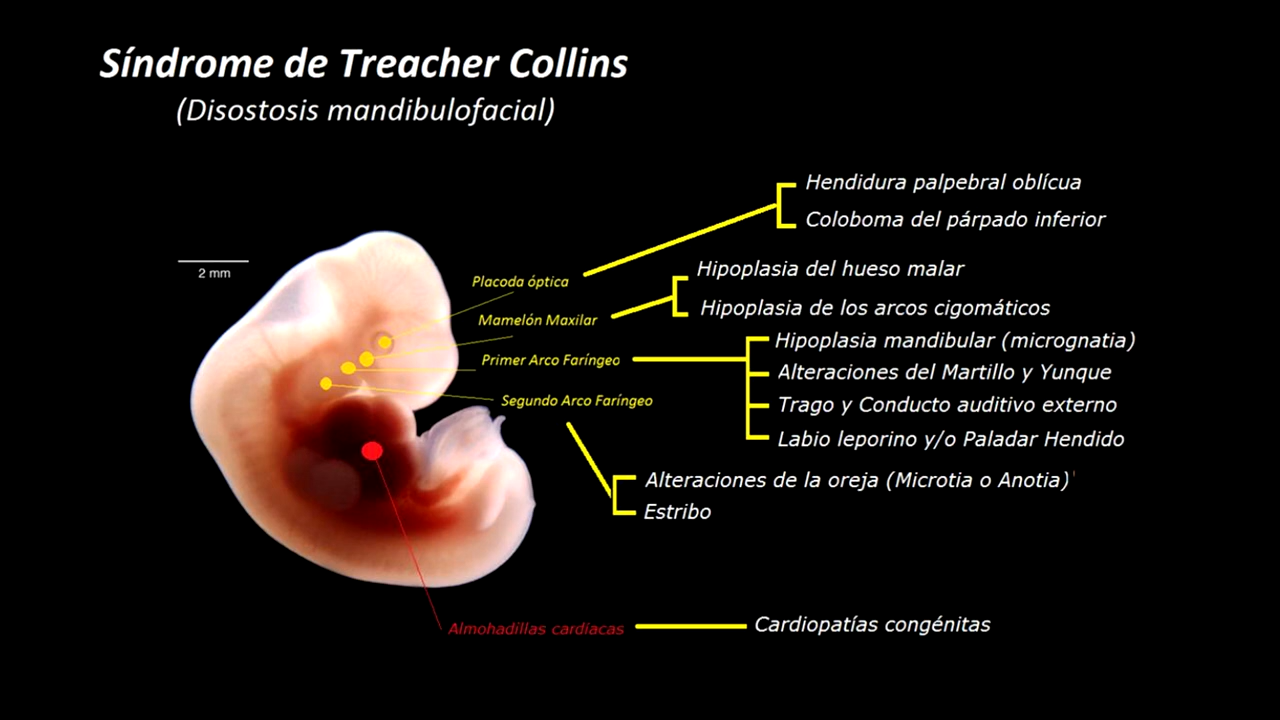 Síndrome de Treacher Collins
(Disostosis mandibulofacial)
Hendidura palpebral oblícua
Coloboma del párpado inferior
2 mm
Placoda óptica
Hipoplasia del hueso malar
Hipoplasia de los arcos cigomáticos
Mamelón Maxilar
Primer Arco Faríngeo
Hipoplasia mandibular (micrognatia)
Alteraciones del Martillo y Yunque
Trago y Conducto auditivo externo
Labio leporino y/o Paladar Hendido
Segundo Arco Faríngeo
Alteraciones de la oreja (Microtia o Anotia)
Estribo
Almohadillas cardíacas
Cardiopatías congénitas